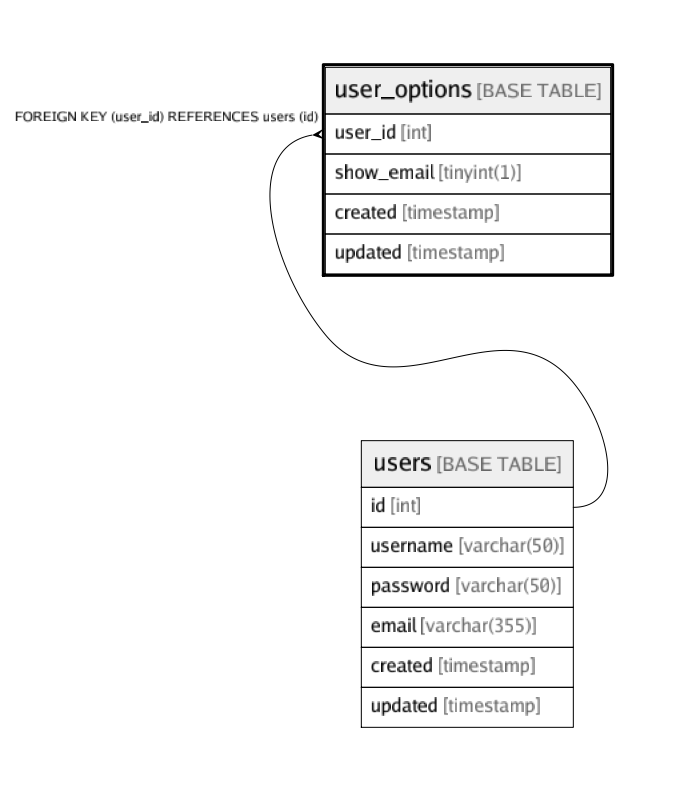 user_options [BASE TABLE]
FOREIGN KEY (user_id) REFERENCES users (id)
user_id [int]
show_email [tinyint(1)]
created [timestamp]
updated [timestamp]
users [BASE TABLE]
id [int]
username [varchar(50)]
password [varchar(50)]
email [varchar(355)]
created [timestamp]
updated [timestamp]